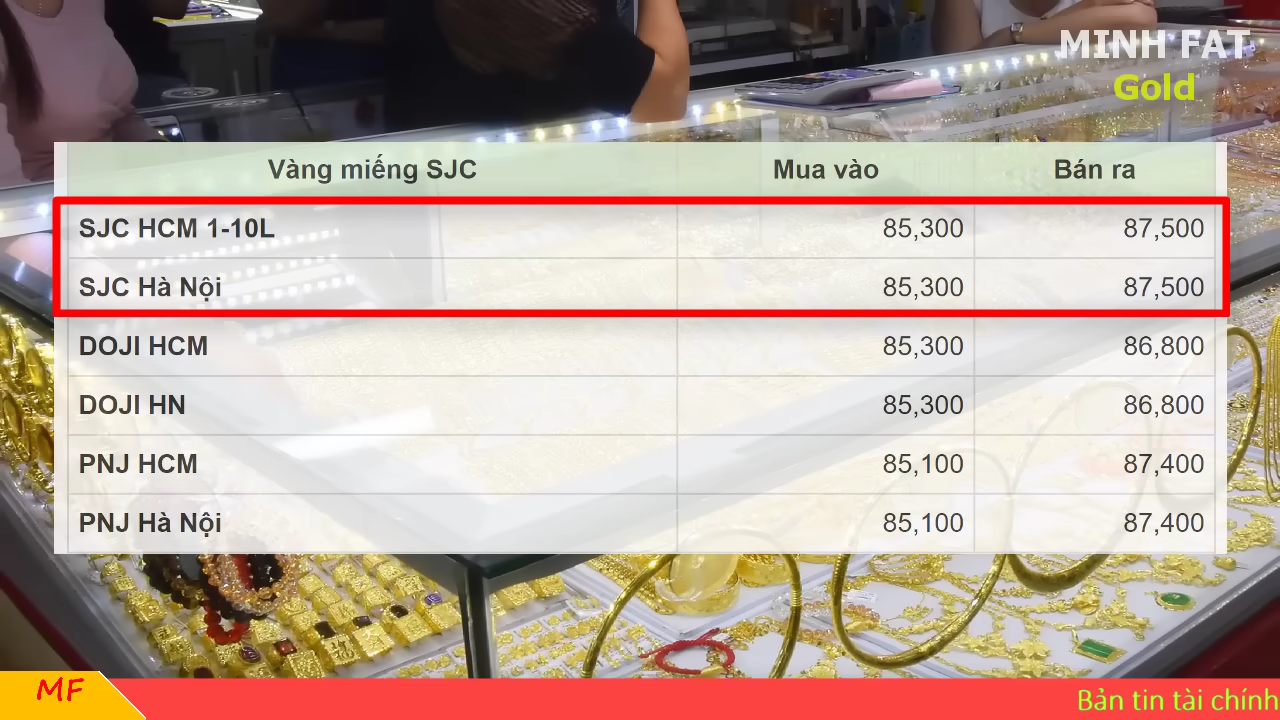 MINH FAT
Gold
Vàng miếng SJC Mua vào Bán ra
SJC HCM 1-10L 85,300 87,500
SJC Hà Nội 85,300 87,500
DOJI HCM 85,300 86,800
DOJI HN 85,300 86,800
PNJ HCM 85,100 87,400
PNJ Hà Nội 85,100 87,400
MF
Bản tin tài chính